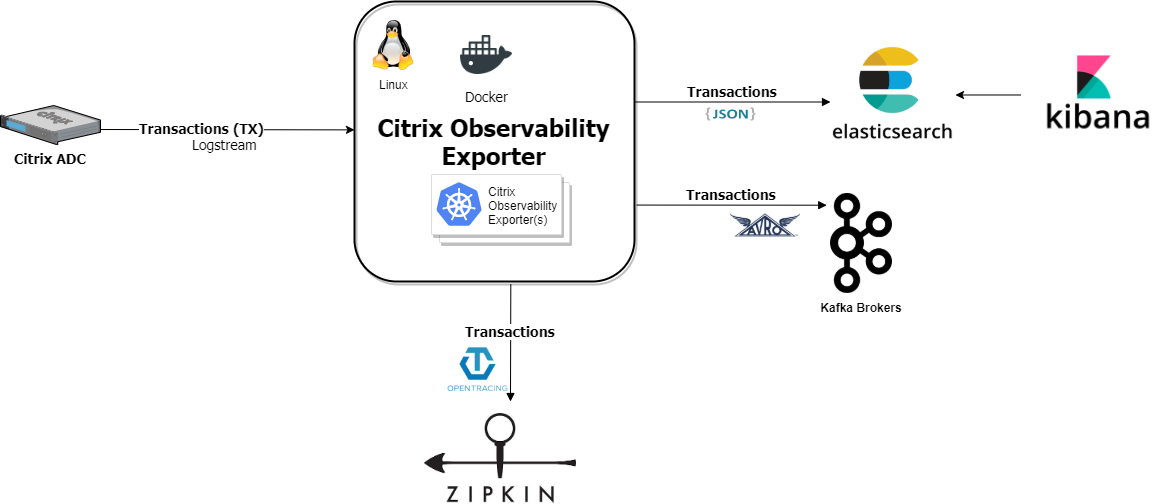 Linux
Docker
Citrix Observability
Exporter
Citrix
Observability
Exporter(s)
citrix
Citrix ADC
Transactions (TX)
Logstream
Transactions
{JSON}
elasticsearch
kibana
Transactions
AVRO
Kafka Brokers
Transactions
OPENTRACING
ZIPKIN